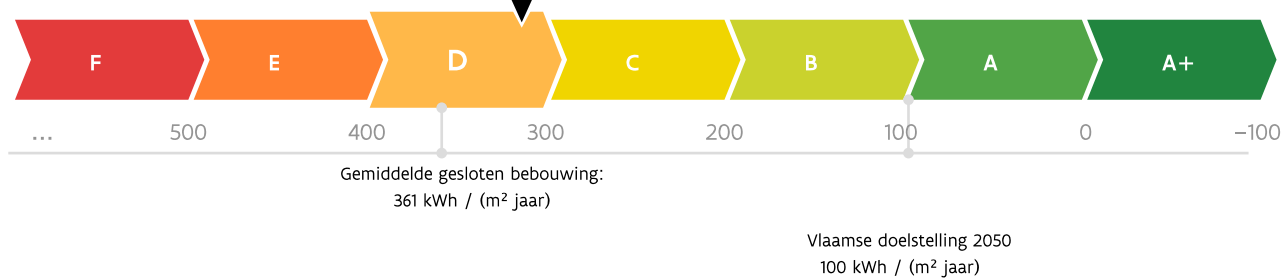 F E D C B A A+
... 500 400 300 200 100 0 −100
Gemiddelde gesloten bebouwing:
361 kWh / (m² jaar)
Vlaamse doelstelling 2050
100 kWh / (m² jaar)